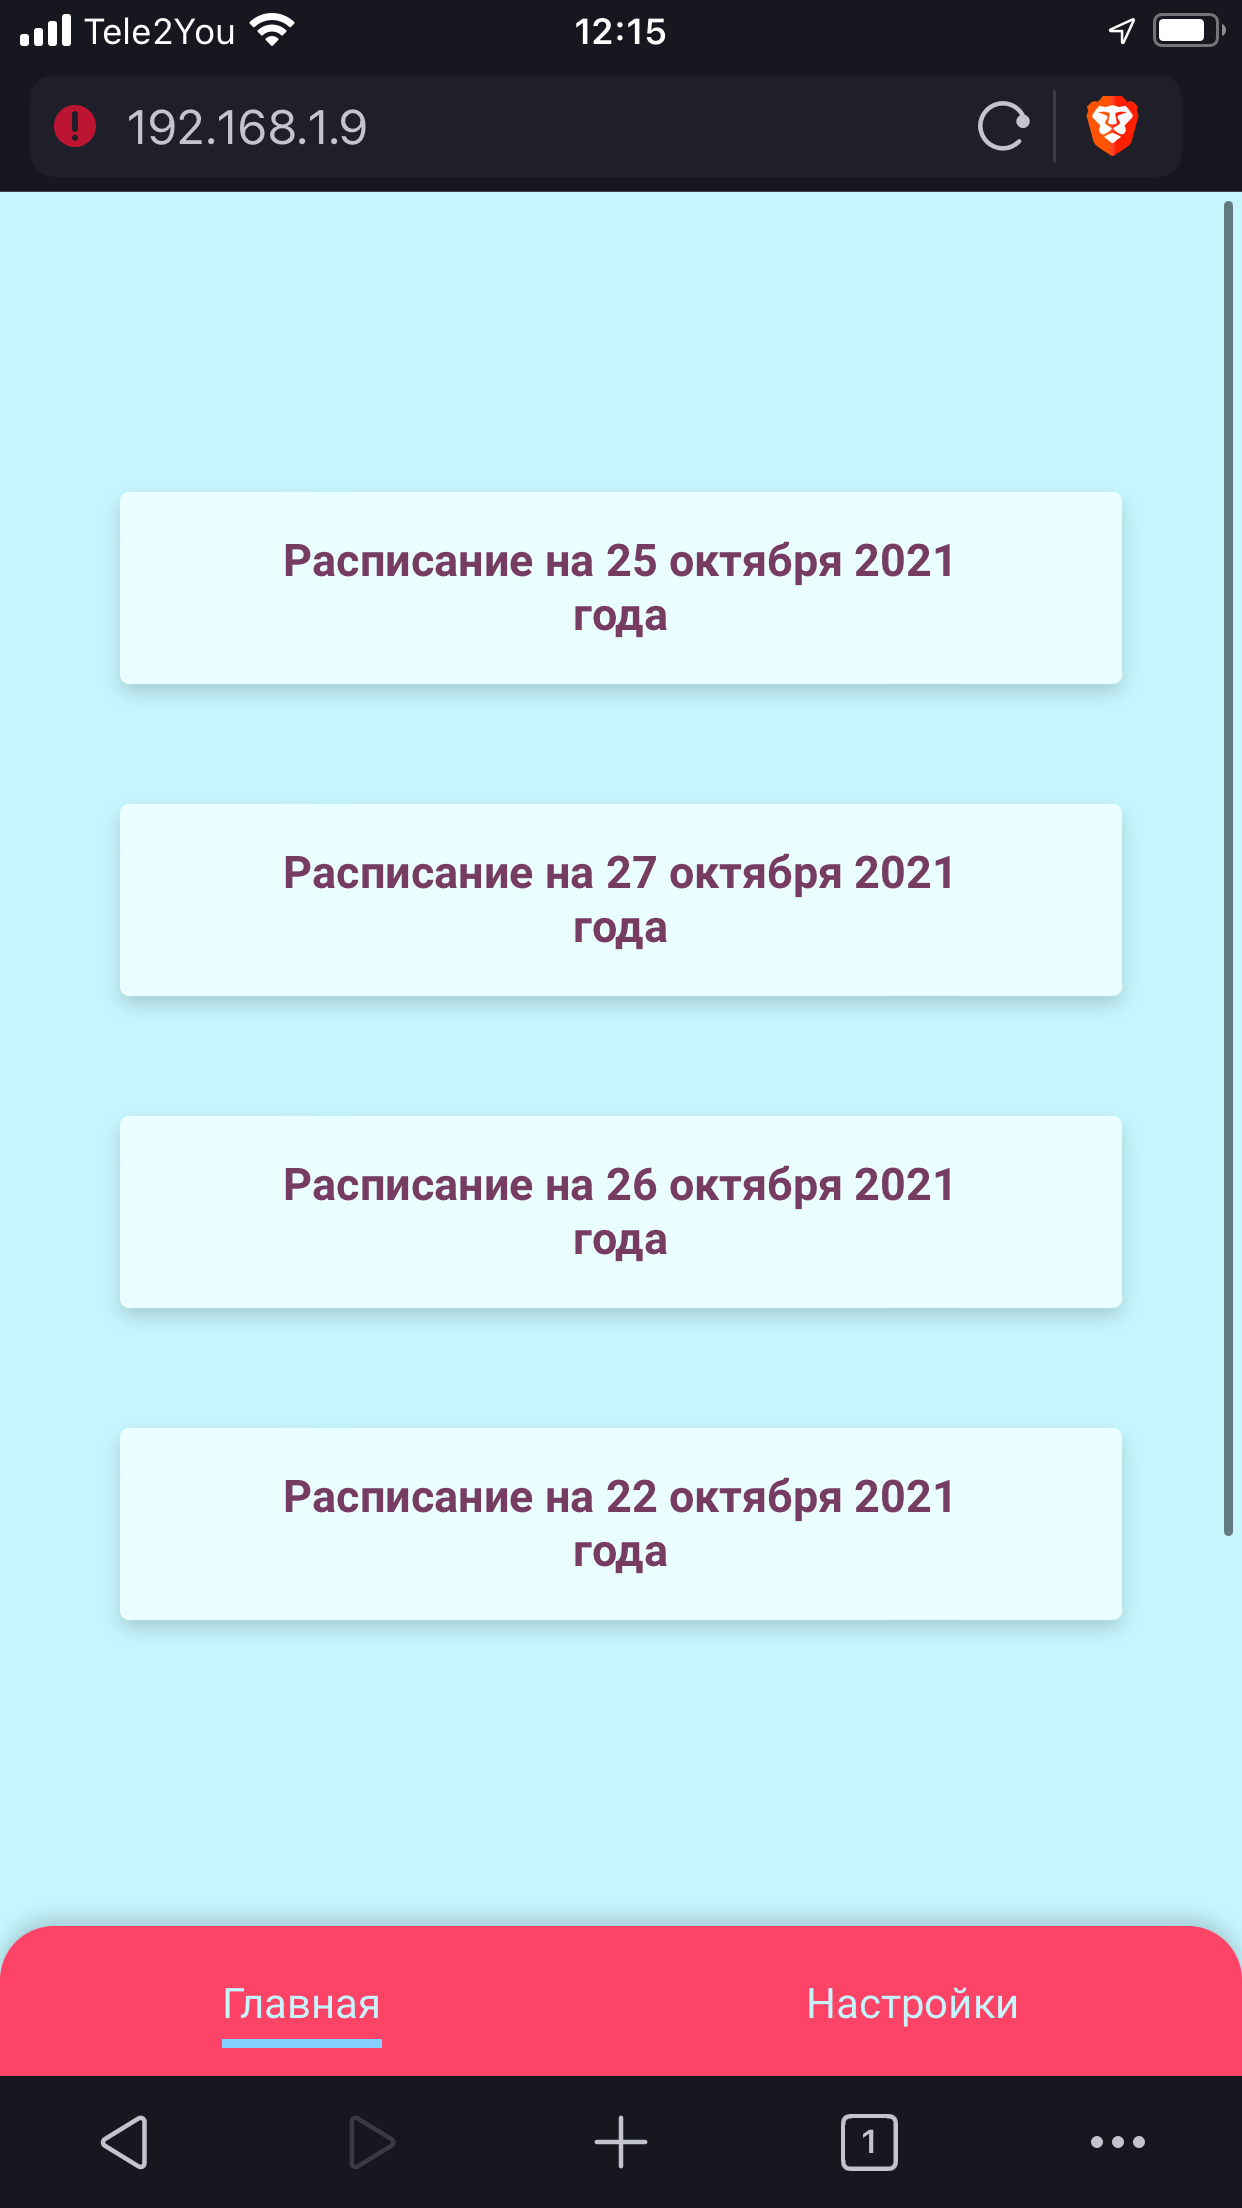 Tele2You
12:15
192.168.1.9
Расписание на 25 октября 2021
года
Расписание на 27 октября 2021
года
Расписание на 26 октября 2021
года
Расписание на 22 октября 2021
года
Главная
Настройки
1